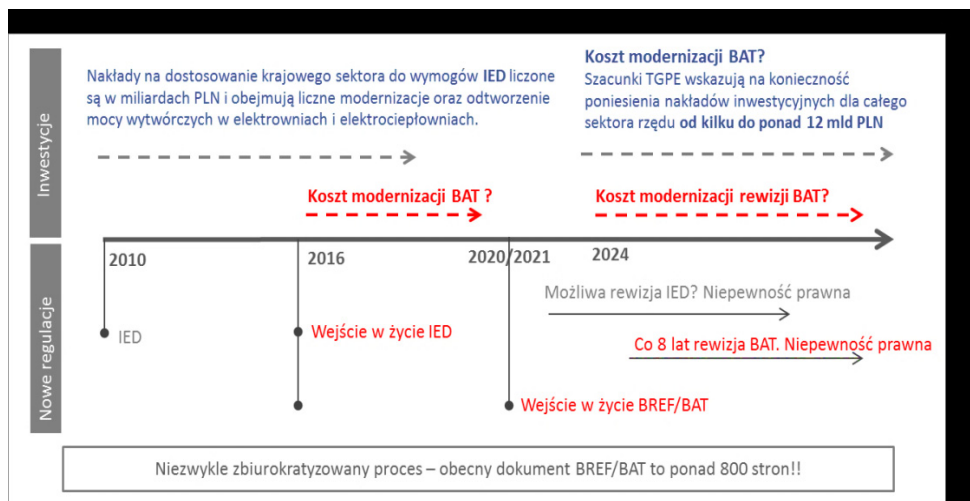 Inwestycje
Nakłady na dostosowanie krajowego sektora do wymogów IED liczone
są w miliardach PLN i obejmują liczne modernizacje oraz odtworzenie
mocy wytwórczych w elektrowniach i elektrociepłowniach.
Koszt modernizacji BAT?
Szacunki TGPE wskazują na konieczność
poniesienia nakładów inwestycyjnych dla całego
sektora rzędu od kilku do ponad 12 mld PLN
Koszt modernizacji BAT ?
Koszt modernizacji rewizji BAT?
2010
2016
2020/2021
2024
Nowe regulacje
Możliwa rewizja IED? Niepewność prawna
IED
Wejście w życie IED
Co 8 lat rewizja BAT. Niepewność prawna
Wejście w życie BREF/BAT
Niezwykle zbiurokratyzowany proces – obecny dokument BREF/BAT to ponad 800 stron!!